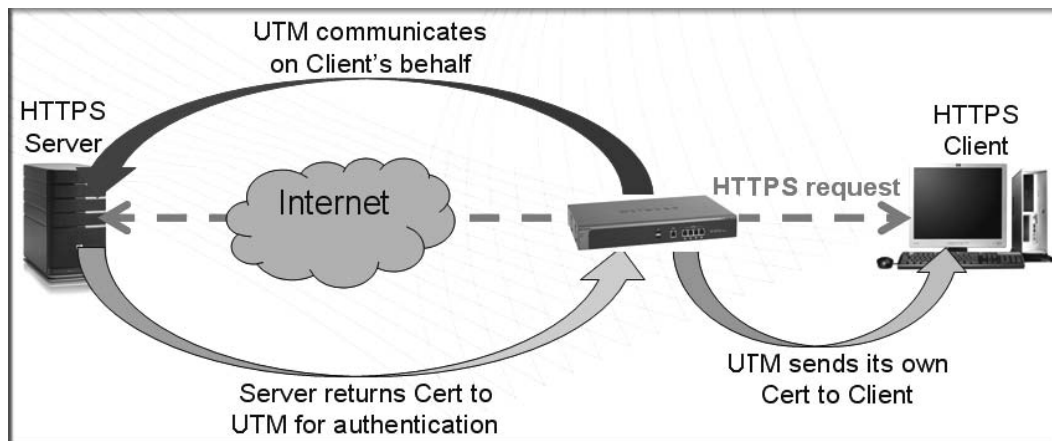 UTM communicates
on Client's behalf
HTTPS
Server
HTTPS
Client
Internet
HTTPS request
Server returns Cert to
UTM for authentication
UTM sends its own
Cert to Client